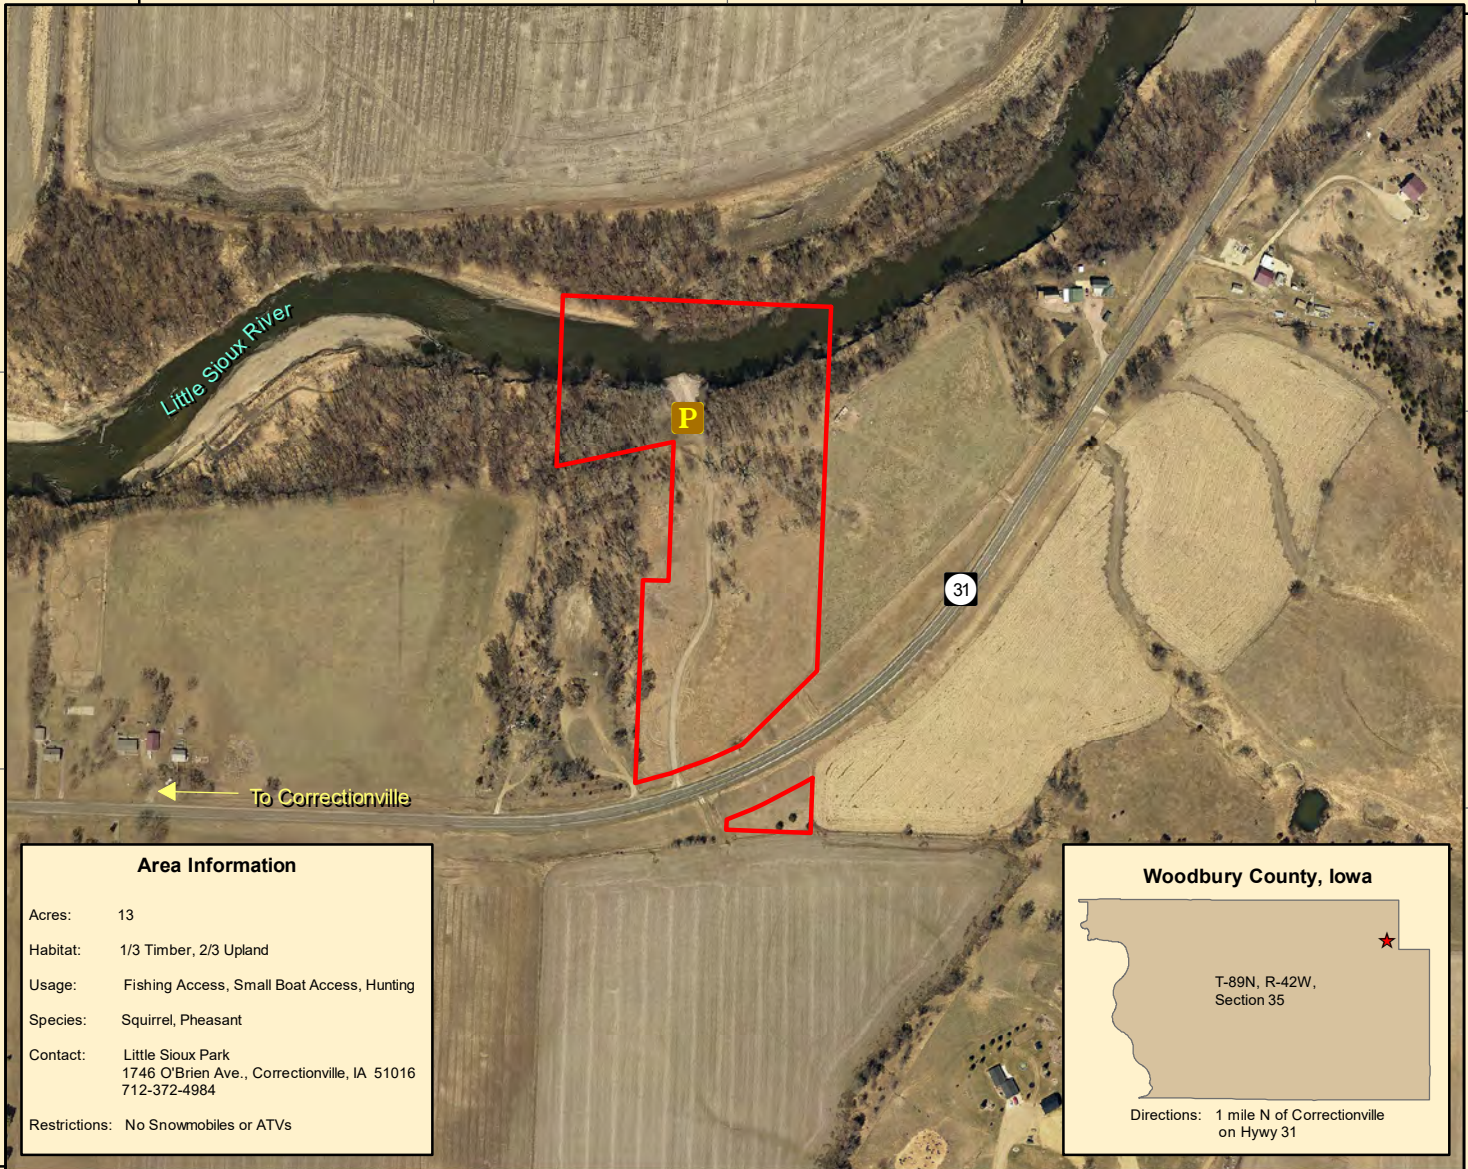 Little Sioux River
P
31
To Correctionville
Area Information
Acres: 13
Habitat: 1/3 Timber, 2/3 Upland
Usage: Fishing Access, Small Boat Access, Hunting
Species: Squirrel, Pheasant
Contact: Little Sioux Park
1746 O'Brien Ave., Correctionville, IA 51016
712-372-4984
Restrictions: No Snowmobiles or ATVs
Woodbury County, Iowa
T-89N, R-42W,
Section 35
Directions: 1 mile N of Correctionville
on Hywy 31